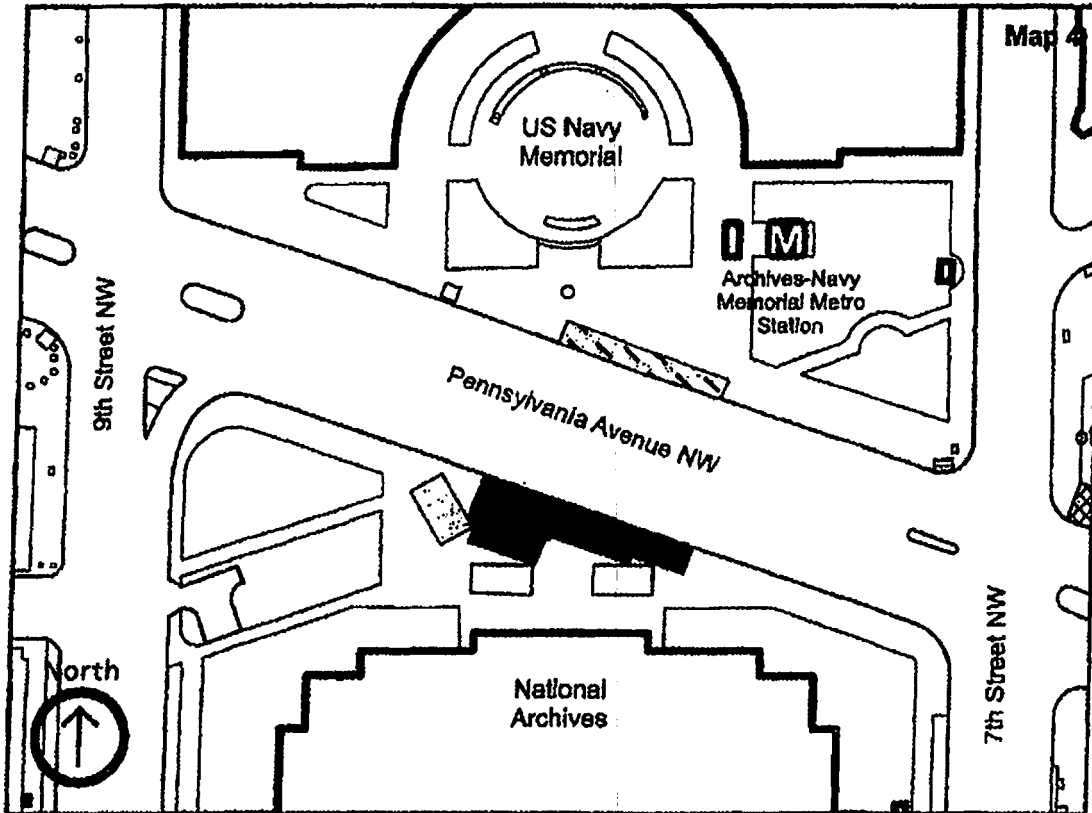 Map 4
US Navy
Memorial
M
Archives-Navy
Memorial Metro
Station
9th Street NW
Pennsylvania Avenue NW
7th Street NW
North
National
Archives